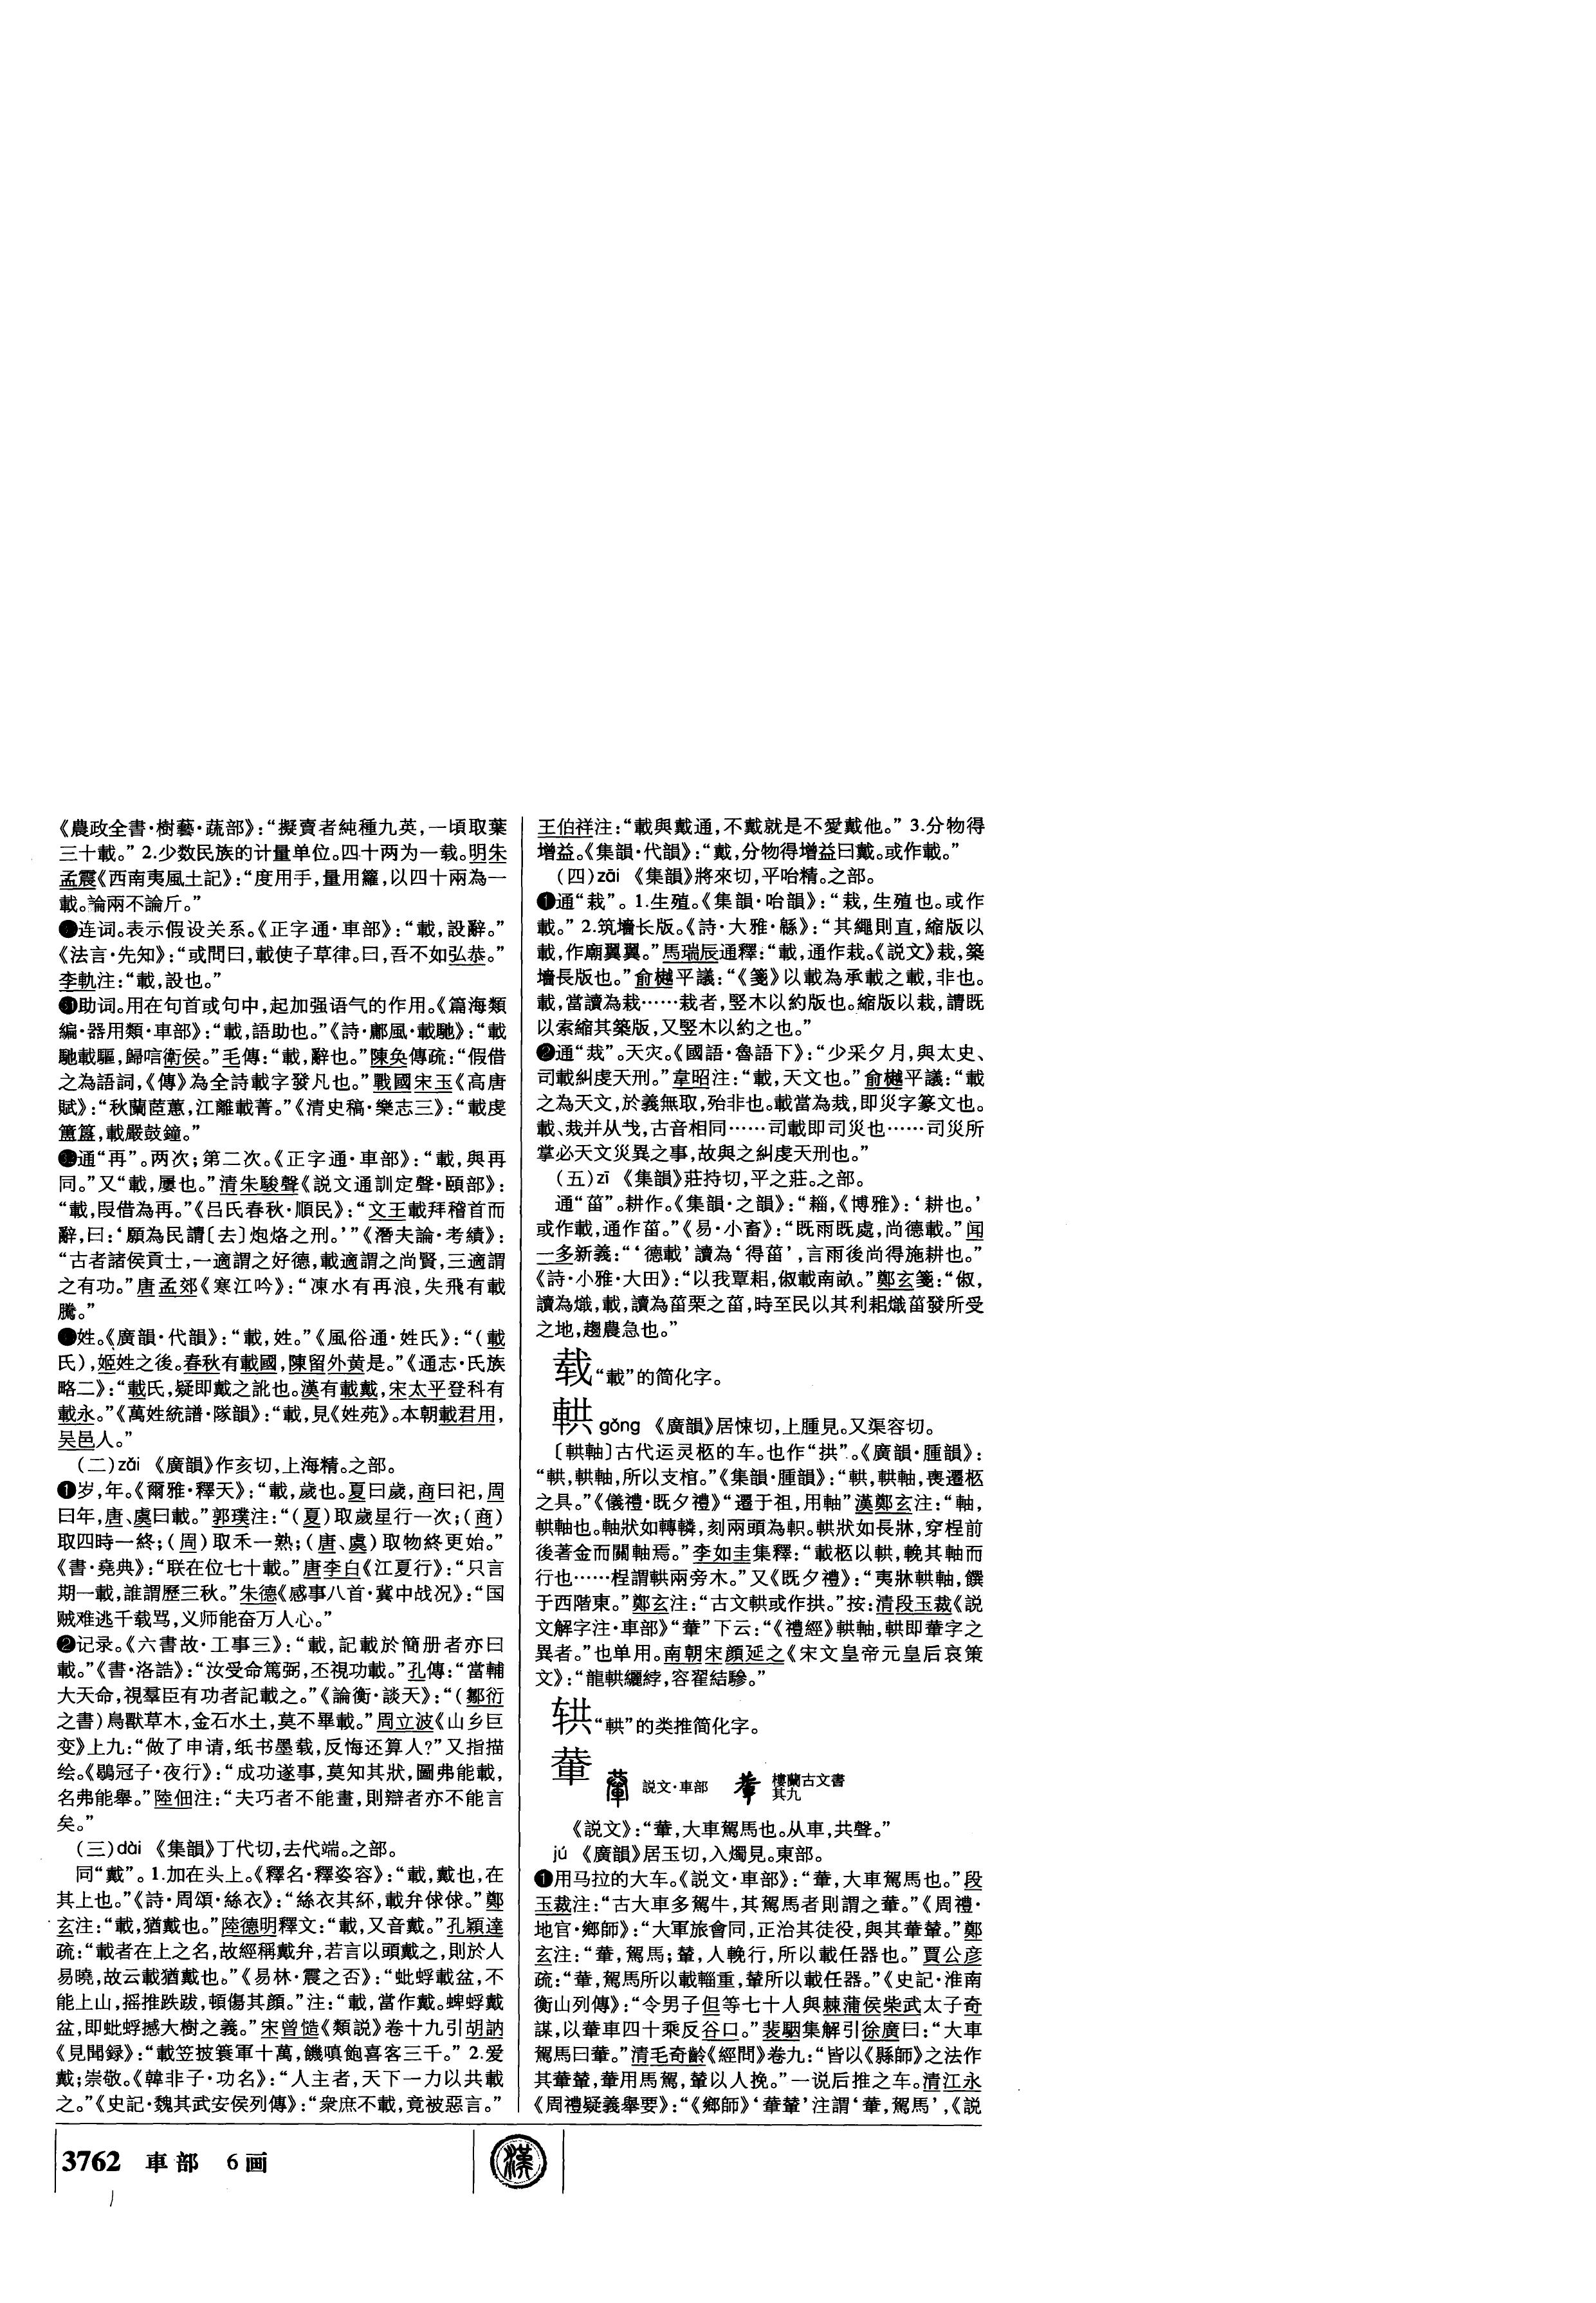 《農政全書·樹藝·蔬部》：“擬賣者純種九英，一頃取葉
三十載。” 2.少数民族的计量单位。四十两为一载。明朱
孟震《西南夷風土記》：“度用手，量用籮，以四十兩為一
載。論兩不論斤。”
连词。表示假设关系。《正字通·車部》：“載，設辭。”
《法言·先知》：“或問曰，載使子草律。曰，吾不如弘恭。”
李軌注：“載，設也。”
助词。用在句首或句中，起加强语气的作用。《篇海類
編·器用類·車部》：“載，語助也。”《詩·鄘風·載馳》：“載
馳載驅，歸唁衛侯。”毛傳：“載，辭也。”陳奂傳疏：“假借
之為語詞，《傳》為全詩載字發凡也。”戰國宋玉《高唐
賦》：“秋蘭茝蕙，江離載菁。”《清史稿·樂志三》：“載虔
簠簋，載嚴鼓鐘。”
通“再”。两次；第二次。《正字通·車部》：“載，與再
同。”又“載，屢也。”清朱駿聲《説文通訓定聲·頤部》：
“載，叚借為再。”《吕氏春秋·順民》：“文王載拜稽首而
辭，曰：‘願為民請〔去〕炮烙之刑。’”《潛夫論·考績》：
“古者諸侯貢士，一適謂之好德，載適謂之尚賢，三適謂
之有功。”唐孟郊《寒江吟》：“凍水有再浪，失飛有載
騰。”
姓。《廣韻·代韻》：“載，姓。”《風俗通·姓氏》：“（載
氏），姬姓之後。春秋有載國，陳留外黄是。”《通志·氏族
略二》：“載氏，疑即戴之訛也。漢有載戴，宋太平登科有
載永。”《萬姓統譜·隊韻》：“載，見《姓苑》。本朝載君用，
吴邑人。”
（二）zǎi 《廣韻》作亥切，上海精。之部。
❶岁，年。《爾雅·釋天》：“載，歲也。夏曰歲，商曰祀，周
曰年，唐、虞曰載。”郭璞注：“（夏）取歲星行一次；（商）
取四時一終；（周）取禾一熟；（唐、虞）取物終更始。”
《書·堯典》：“朕在位七十載。”唐李白《江夏行》：“只言
期一載，誰謂歷三秋。”朱德《感事八首·冀中战况》：“国
贼难逃千载骂，义师能奋万人心。”
❷记录。《六書故·工事三》：“載，記載於簡册者亦曰
載。”《書·洛誥》：“汝受命篤弼，丕視功載。”孔傳：“當輔
大天命，視羣臣有功者記載之。”《論衡·談天》：“（鄒衍
之書）鳥獸草木，金石水土，莫不畢載。”周立波《山乡巨
变》上九：“做了申请，纸书墨载，反悔还算人？”又指描
绘。《鶡冠子·夜行》：“成功遂事，莫知其狀，圖弗能載，
名弗能舉。”陸佃注：“夫巧者不能畫，則辯者亦不能言
矣。”
（三）dài 《集韻》丁代切，去代端。之部。
同“戴”。1.加在头上。《釋名·釋姿容》：“載，戴也，在
其上也。”《詩·周頌·絲衣》：“絲衣其紑，載弁俅俅。”鄭
玄注：“載，猶戴也。”陸德明釋文：“載，又音戴。”孔穎達
疏：“載者在上之名，故經稱戴弁，若言以頭戴之，則於人
易曉，故云載猶戴也。”《易林·震之否》：“蚍蜉載盆，不
能上山，摇推跌跋，頓傷其顔。”注：“載，當作戴。蜱蜉戴
盆，即蚍蜉撼大樹之義。”宋曾慥《類説》卷十九引胡訥
《見聞録》：“載笠披簑軍十萬，饑嗔飽喜客三千。” 2.爱
戴；崇敬。《韓非子·功名》：“人主者，天下一力以共載
之。”《史記·魏其武安侯列傳》：“衆庶不載，竟被惡言。”
王伯祥注：“載與戴通，不戴就是不愛戴他。” 3.分物得
增益。《集韻·代韻》：“戴，分物得增益曰戴。或作載。”
（四）zāi 《集韻》將來切，平咍精。之部。
❶通“栽”。1.生殖。《集韻·咍韻》：“栽，生殖也。或作
載。” 2.筑墙长版。《詩·大雅·緜》：“其繩則直，縮版以
載，作廟翼翼。”馬瑞辰通釋：“載，通作栽。《説文》栽，築
墻長版也。”俞樾平議：“《箋》以載為承載之載，非也。
載，當讀為栽……栽者，竪木以約版也。縮版以栽，謂既
以索縮其築版，又竪木以約之也。”
❷通“烖”。天灾。《國語·魯語下》：“少采夕月，與太史、
司載糾虔天刑。”韋昭注：“載，天文也。”俞樾平議：“載
之為天文，於義無取，殆非也。載當為烖，即災字篆文也。
載、烖并从𢦏，古音相同……司載即司災也……司災所
掌必天文災異之事，故與之糾虔天刑也。”
（五）zī 《集韻》莊持切，平之莊。之部。
通“菑”。耕作。《集韻·之韻》：“䎩，《博雅》：‘耕也。’
或作載，通作菑。”《易·小畜》：“既雨既處，尚德載。”闻
一多新義：“‘德載’讀為‘得菑’，言雨後尚得施耕也。”
《詩·小雅·大田》：“以我覃耜，俶載南畝。”鄭玄箋：“俶，
讀為熾，載，讀為菑栗之菑，時至民以其利耜熾菑發所受
之地，趨農急也。”
载 “載”的简化字。
輁 gǒng 《廣韻》居悚切，上腫見。又渠容切。
〔輁軸〕古代运灵柩的车。也作“拱”。《廣韻·腫韻》：
“輁，輁軸，所以支棺。”《集韻·腫韻》：“輁，輁軸，喪遷柩
之具。”《儀禮·既夕禮》“遷于祖，用軸”漢鄭玄注：“軸，
輁軸也。軸狀如轉轔，刻兩頭為軹。輁狀如長牀，穿桯前
後著金而關軸焉。”李如圭集釋：“載柩以輁，輓其軸而
行也……桯謂輁兩旁木。”又《既夕禮》：“夷牀輁軸，饌
于西階東。”鄭玄注：“古文輁或作拱。”按：清段玉裁《説
文解字注·車部》“輂”下云：“《禮經》輁軸，輁即輂字之
異者。”也单用。南朝宋顔延之《宋文皇帝元皇后哀策
文》：“龍輁纚綍，容翟結驂。”
𫐆 “輁”的类推简化字。
輂 説文·車部 樓蘭古文書其九
《説文》：“輂，大車駕馬也。从車，共聲。”
jú 《廣韻》居玉切，入燭見。東部。
❶用马拉的大车。《説文·車部》：“輂，大車駕馬也。”段
玉裁注：“古大車多駕牛，其駕馬者則謂之輂。”《周禮·
地官·鄉師》：“大軍旅會同，正治其徒役，與其輂輦。”鄭
玄注：“輂，駕馬；輦，人輓行，所以載任器也。”賈公彦
疏：“輂，駕馬所以載輜重，輦所以載任器。”《史記·淮南
衡山列傳》：“令男子但等七十人與棘蒲侯柴武太子奇
謀，以輂車四十乘反谷口。”裴駰集解引徐廣曰：“大車
駕馬曰輂。”清毛奇齡《經問》卷九：“皆以《縣師》之法作
其輂輦，輂用馬駕，輦以人挽。”一说后推之车。清江永
《周禮疑義舉要》：“《鄉師》‘輂輦’注謂‘輂，駕馬’，《説
3762 車部 6画
漢